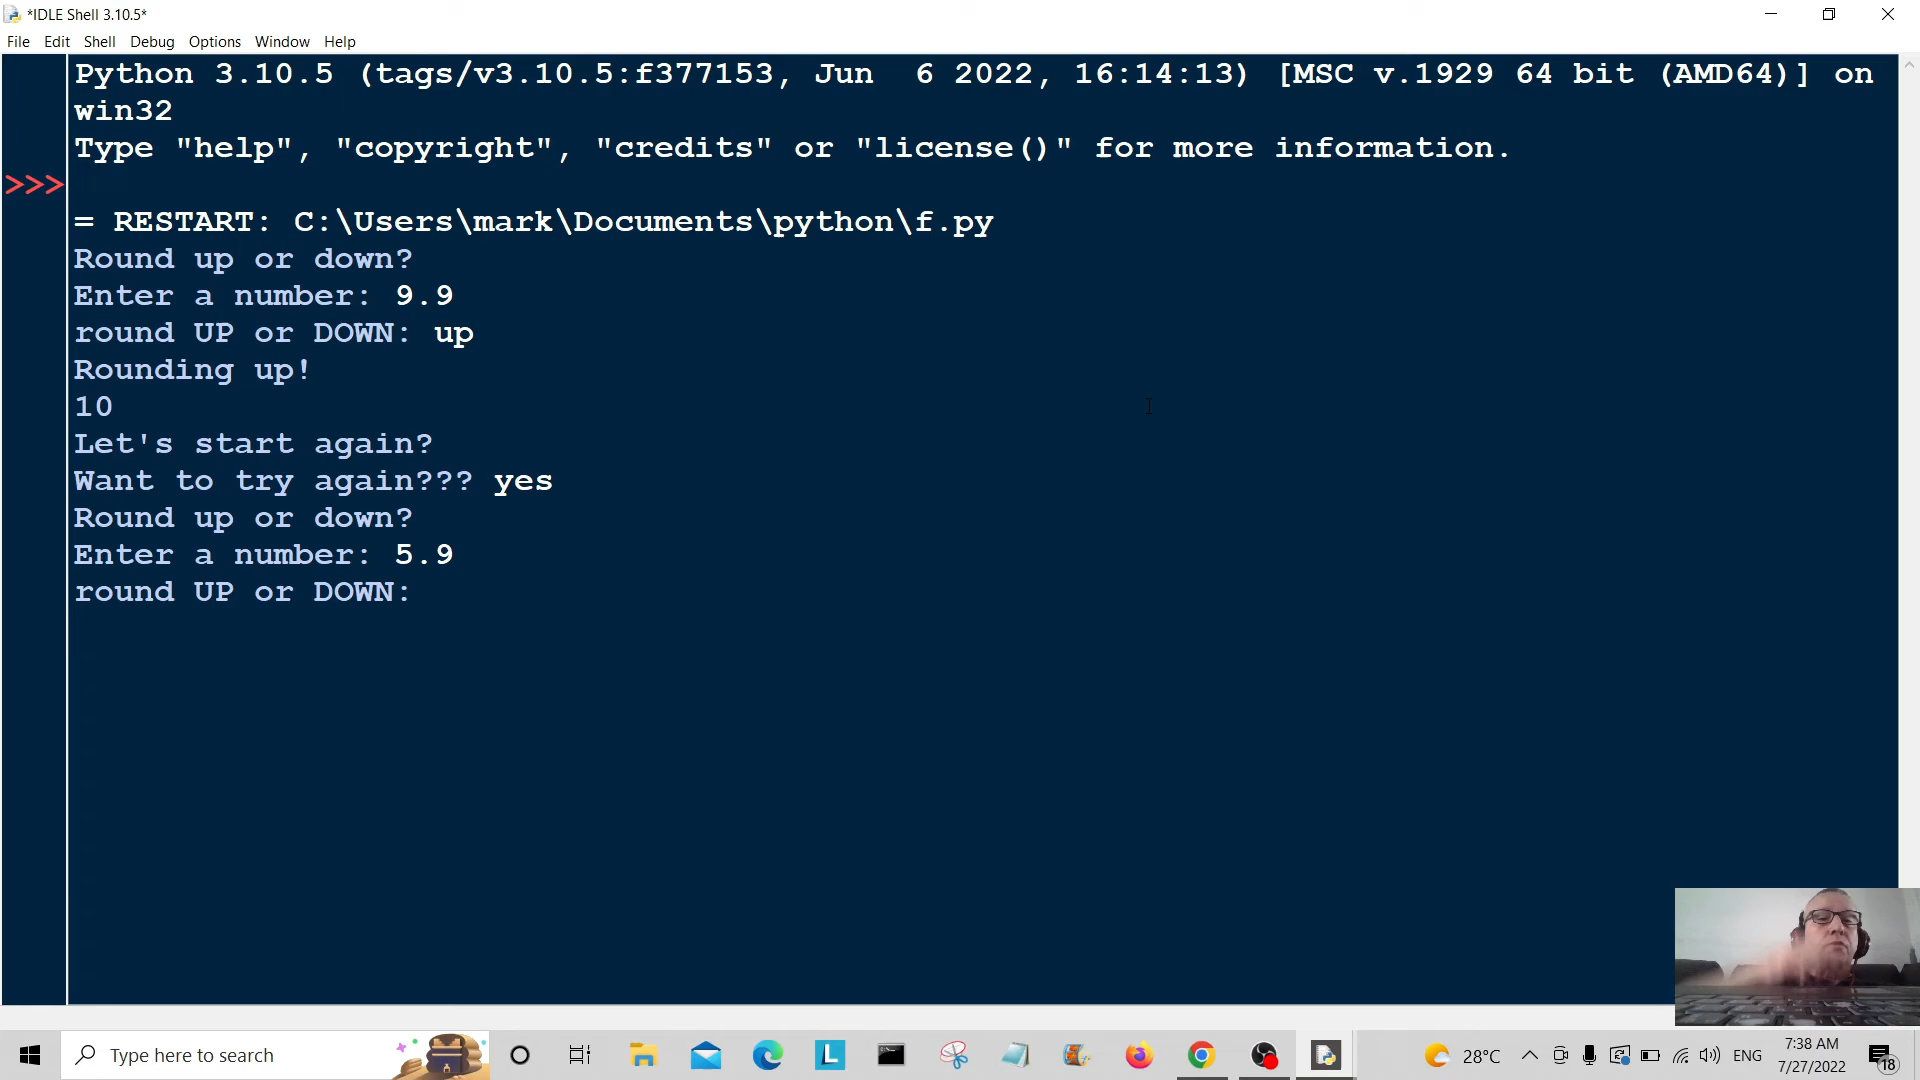 *IDLE Shell 3.10.5*
File Edit Shell Debug Options Window Help
Python 3.10.5 (tags/v3.10.5:f377153, Jun  6 2022, 16:14:13) [MSC v.1929 64 bit (AMD64)] on
win32
Type "help", "copyright", "credits" or "license()" for more information.
>>>
= RESTART: C:\Users\mark\Documents\python\f.py
Round up or down?
Enter a number: 9.9
round UP or DOWN: up
Rounding up!
10
Let's start again?
Want to try again??? yes
Round up or down?
Enter a number: 5.9
round UP or DOWN:
Type here to search
L
28°C
ENG
7:38 AM
7/27/2022
18